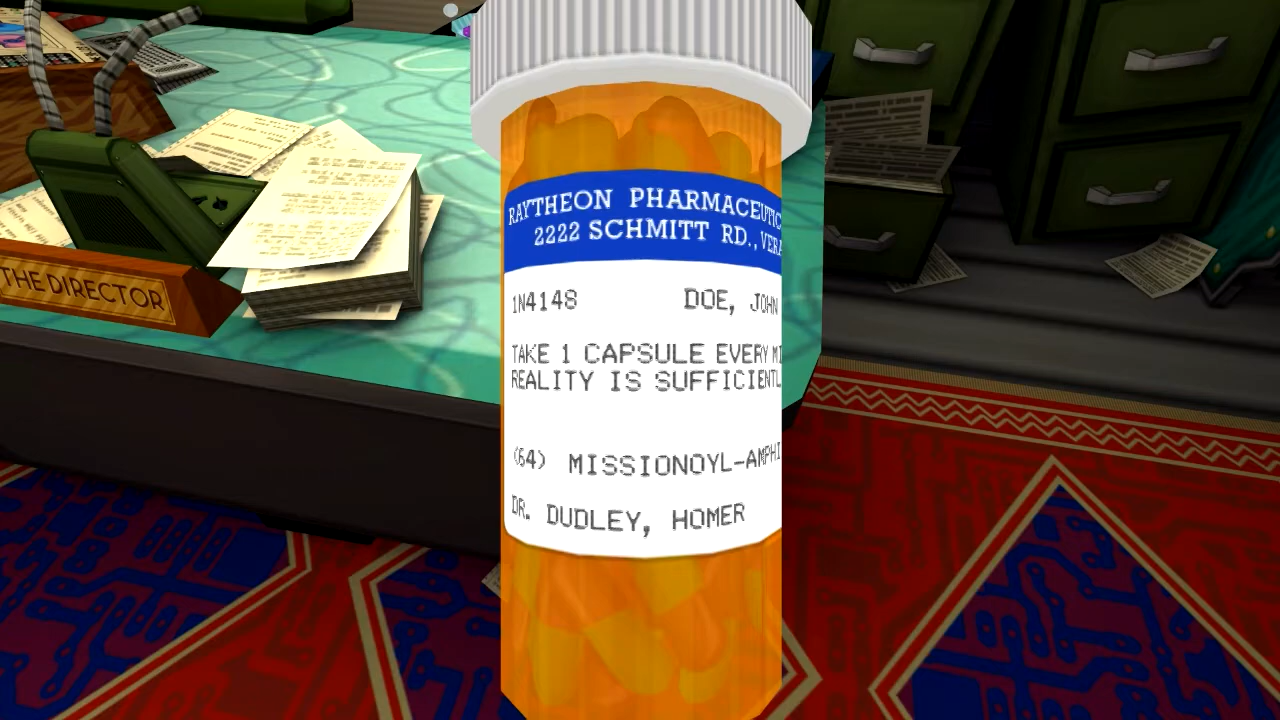 THE DIRECTOR
RAYTHEON PHARMACEUTIC
2222 SCHMITT RD., VERA
1N4148 DOE, JOHN
TAKE 1 CAPSULE EVERY MI
REALITY IS SUFFICIENTL
(64) MISSIONOYL-AMPHI
DR. DUDLEY, HOMER